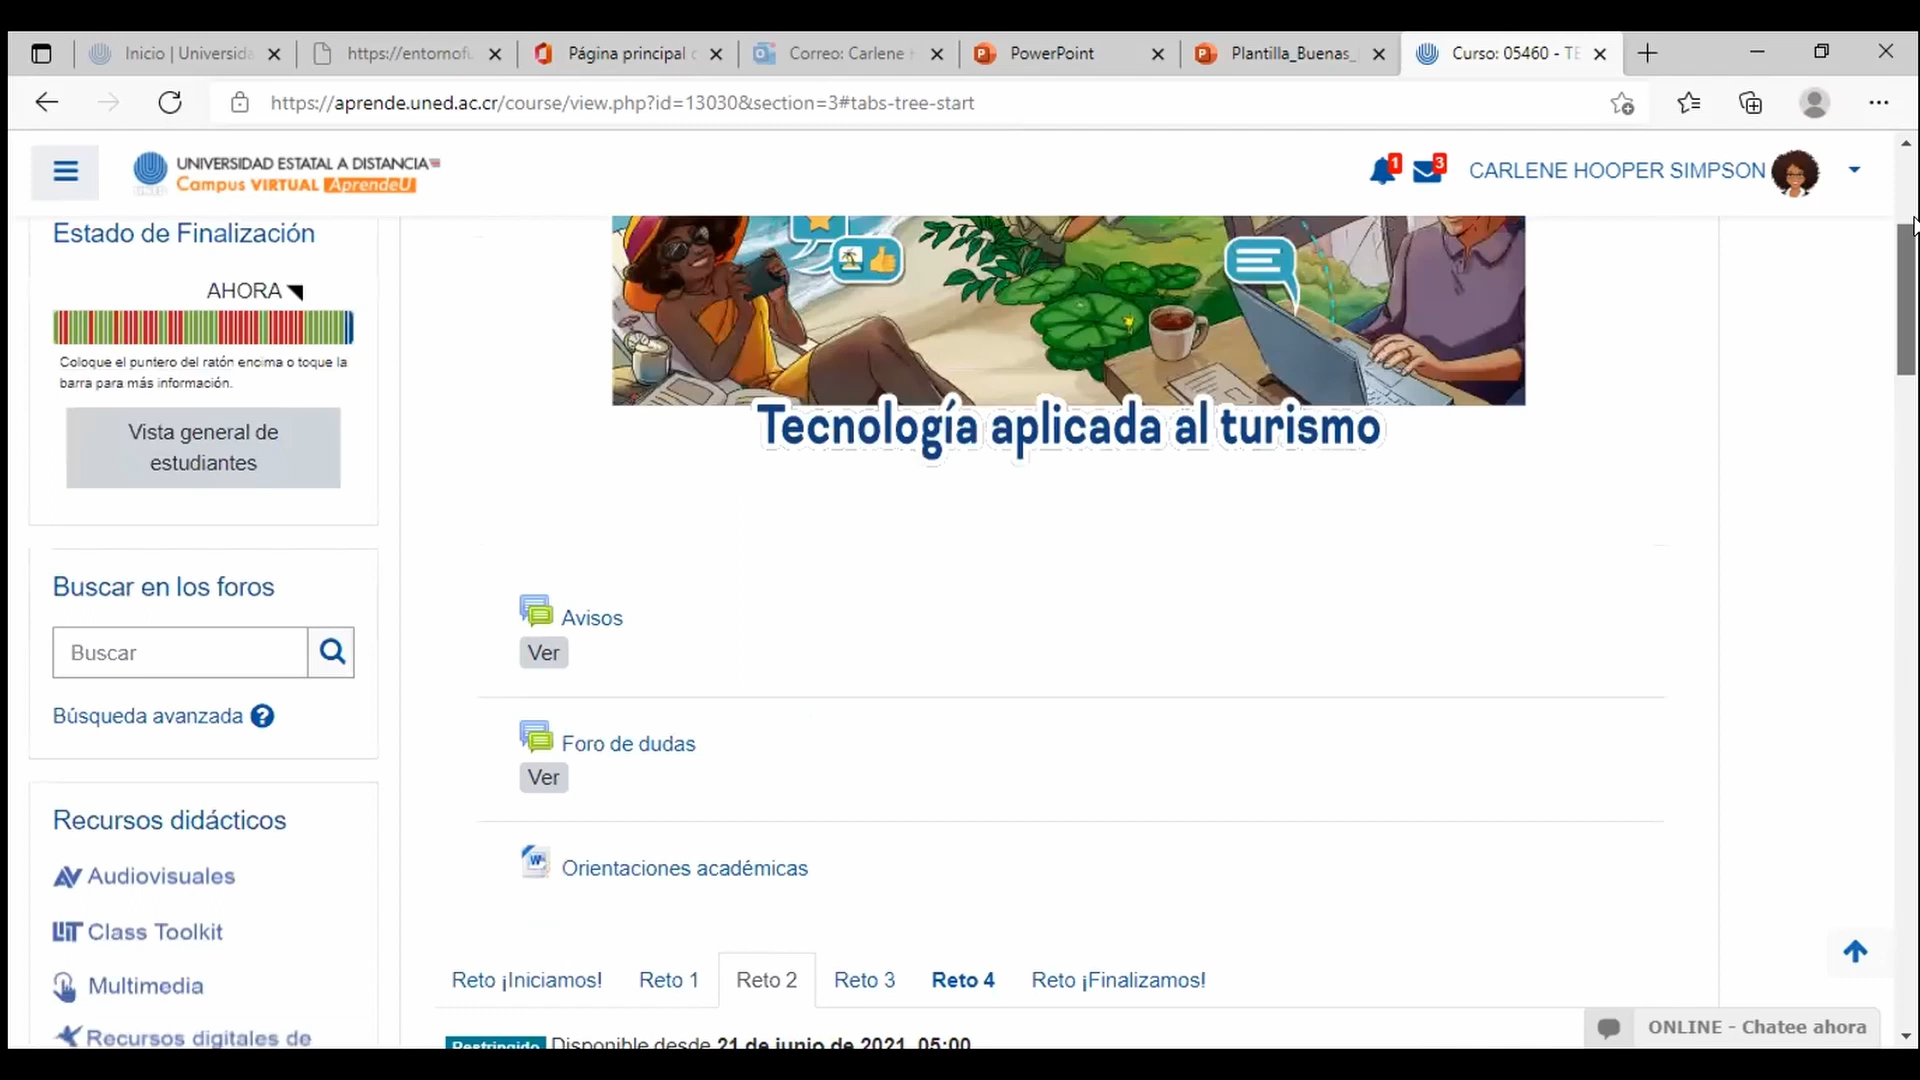 Inicio | Universida
https://entornofu
Página principal
Correo: Carlene
PowerPoint
Plantilla_Buenas_
Curso: 05460 - TE
https://aprende.uned.ac.cr/course/view.php?id=13030&section=3#tabs-tree-start
UNIVERSIDAD ESTATAL A DISTANCIA
Campus VIRTUAL AprendeU
1
3
CARLENE HOOPER SIMPSON
Estado de Finalización
AHORA
Coloque el puntero del ratón encima o toque la
barra para más información.
Vista general de
estudiantes
Buscar en los foros
Buscar
Búsqueda avanzada
Recursos didácticos
Audiovisuales
Class Toolkit
Multimedia
Recursos digitales de
Tecnología aplicada al turismo
Avisos
Ver
Foro de dudas
Ver
Orientaciones académicas
Reto ¡Iniciamos!
Reto 1
Reto 2
Reto 3
Reto 4
Reto ¡Finalizamos!
Restringido Disponible desde 21 de junio de 2021, 05:00
ONLINE - Chatee ahora